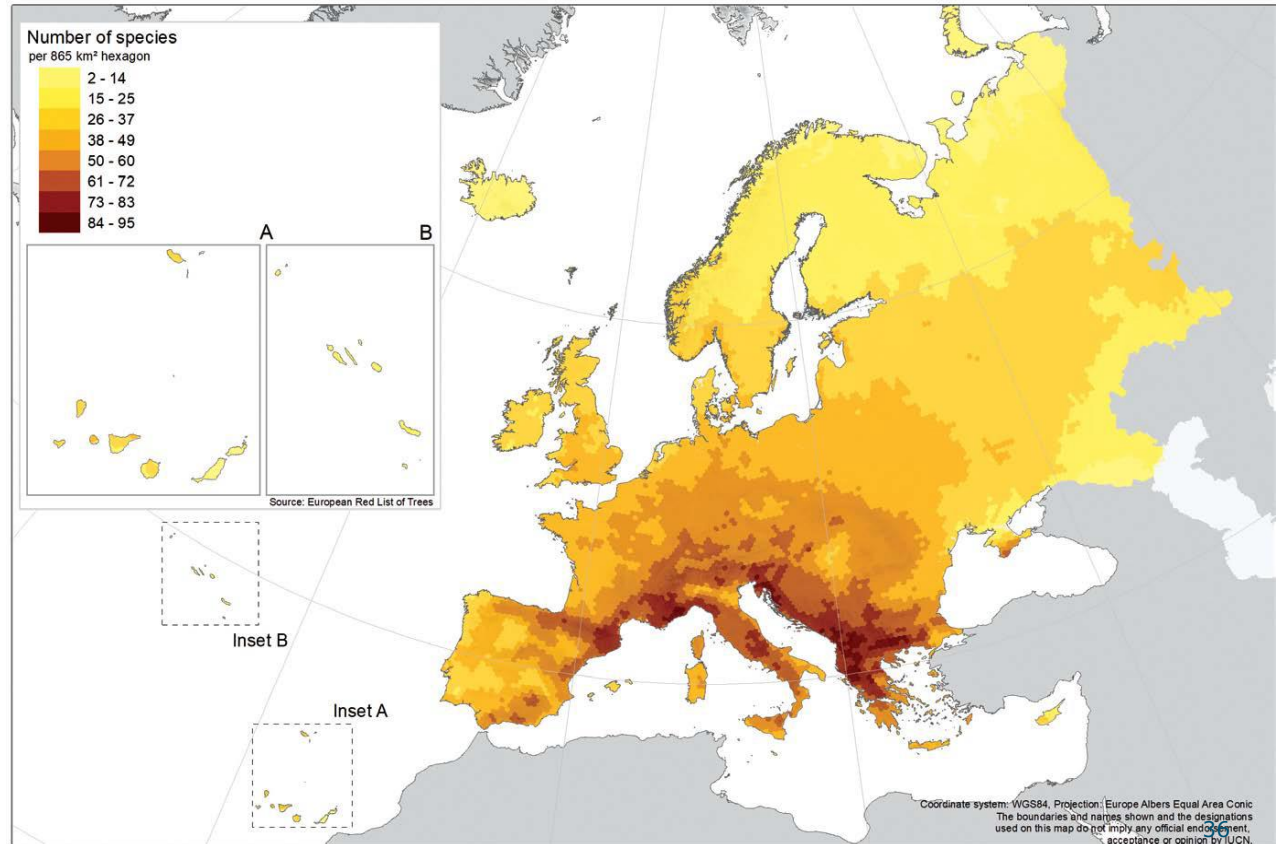 Number of species
per 865 km² hexagon
2 - 14
15 - 25
26 - 37
38 - 49
50 - 60
61 - 72
73 - 83
84 - 95
A
B
Source: European Red List of Trees
Inset B
Inset A
Coordinate system: WGS84, Projection: Europe Albers Equal Area Conic
The boundaries and names shown and the designations
used on this map do not imply any official endorsement,
acceptance or opinion by IUCN.
36